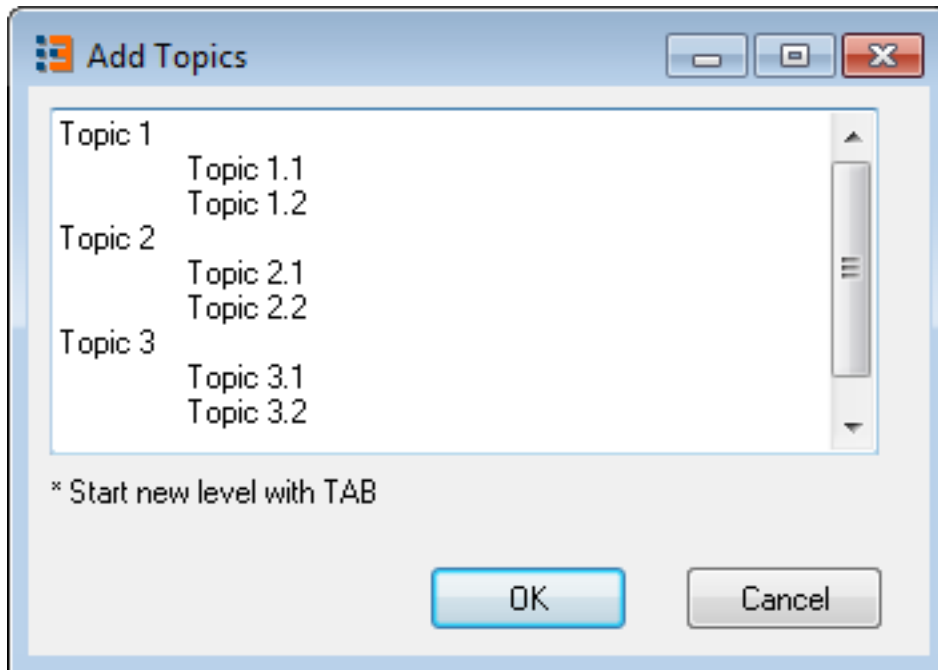 Add Topics
Topic 1
Topic 1.1
Topic 1.2
Topic 2
Topic 2.1
Topic 2.2
Topic 3
Topic 3.1
Topic 3.2
* Start new level with TAB
OK
Cancel